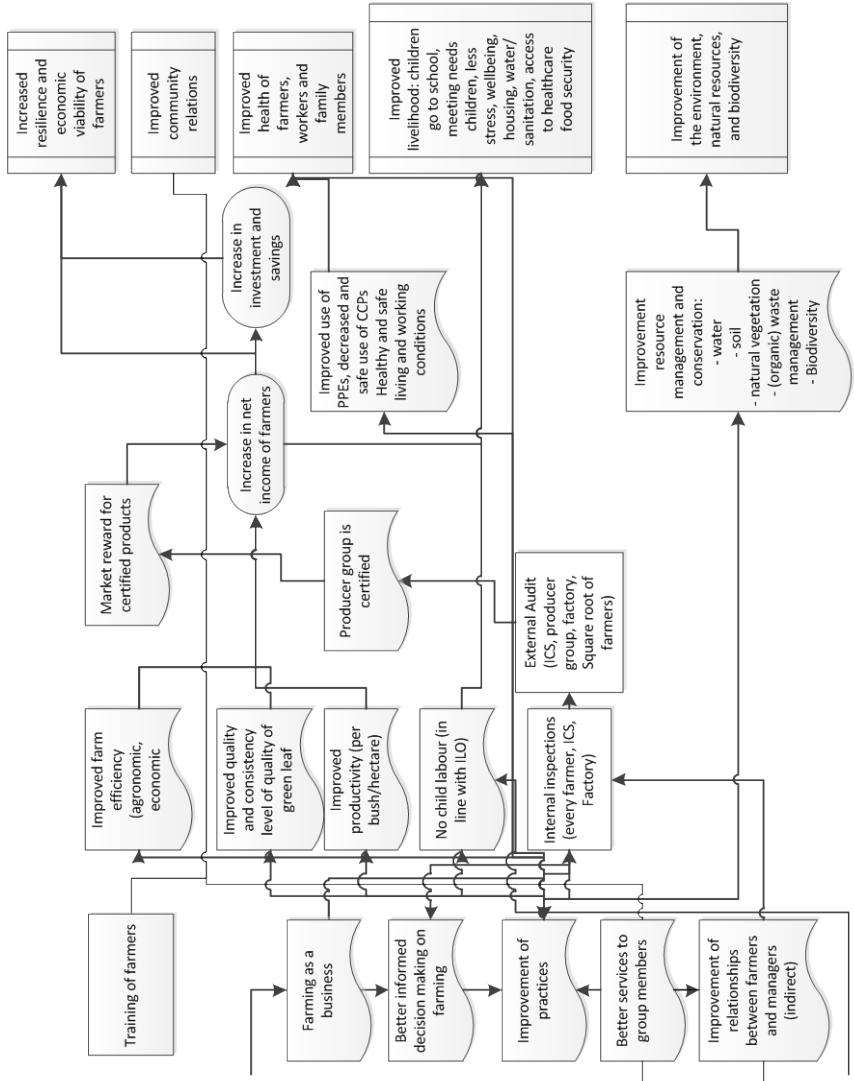 Training of farmers
Farming as a
business
Better informed
decision making on
farming
Improvement of
practices
Better services to
group members
Improvement of
relationships
between farmers
and managers
(indirect)
Improved farm
efficiency
(agronomic,
economic
Improved quality
and consistency
level of quality of
green leaf
Improved
productivity (per
bush/hectare)
No child labour (in
line with ILO)
Internal inspections
(every farmer, ICS,
Factory)
External Audit
(ICS, producer
group, factory,
Square root of
farmers)
Producer group is
certified
Market reward for
certified products
Increase in net
income of farmers
Increase in
investment and
savings
Improved use of
PPEs, decreased and
safe use of CCPs
Healthy and safe
living and working
conditions
Improvement
resource
management and
conservation:
- water
- soil
- natural vegetation
- (organic) waste
management
- Biodiversity
Increased
resilience and
economic
viability of
farmers
Improved
community
relations
Improved
health of
farmers,
workers and
family
members
Improved
livelihood: children
go to school,
meeting needs
children, less
stress, wellbeing,
housing, water/
sanitation, access
to healthcare
food security
Improvement of
the environment,
natural resources,
and biodiversity